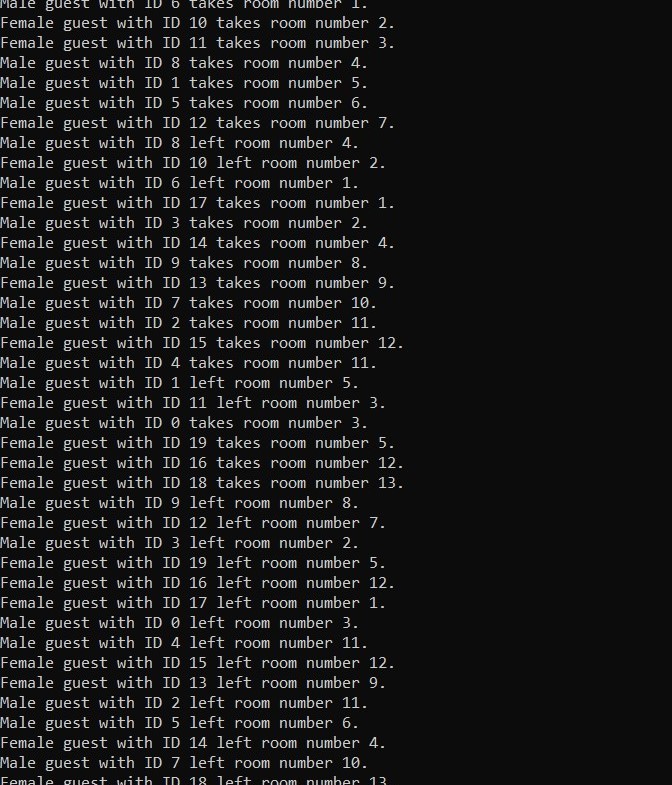 Male guest with ID 6 takes room number 1.
Female guest with ID 10 takes room number 2.
Female guest with ID 11 takes room number 3.
Male guest with ID 8 takes room number 4.
Male guest with ID 1 takes room number 5.
Male guest with ID 5 takes room number 6.
Female guest with ID 12 takes room number 7.
Male guest with ID 8 left room number 4.
Female guest with ID 10 left room number 2.
Male guest with ID 6 left room number 1.
Female guest with ID 17 takes room number 1.
Male guest with ID 3 takes room number 2.
Female guest with ID 14 takes room number 4.
Male guest with ID 9 takes room number 8.
Female guest with ID 13 takes room number 9.
Male guest with ID 7 takes room number 10.
Male guest with ID 2 takes room number 11.
Female guest with ID 15 takes room number 12.
Male guest with ID 4 takes room number 11.
Male guest with ID 1 left room number 5.
Female guest with ID 11 left room number 3.
Male guest with ID 0 takes room number 3.
Female guest with ID 19 takes room number 5.
Female guest with ID 16 takes room number 12.
Female guest with ID 18 takes room number 13.
Male guest with ID 9 left room number 8.
Female guest with ID 12 left room number 7.
Male guest with ID 3 left room number 2.
Female guest with ID 19 left room number 5.
Female guest with ID 16 left room number 12.
Female guest with ID 17 left room number 1.
Male guest with ID 0 left room number 3.
Male guest with ID 4 left room number 11.
Female guest with ID 15 left room number 12.
Female guest with ID 13 left room number 9.
Male guest with ID 2 left room number 11.
Male guest with ID 5 left room number 6.
Female guest with ID 14 left room number 4.
Male guest with ID 7 left room number 10.
Female guest with ID 18 left room number 13.